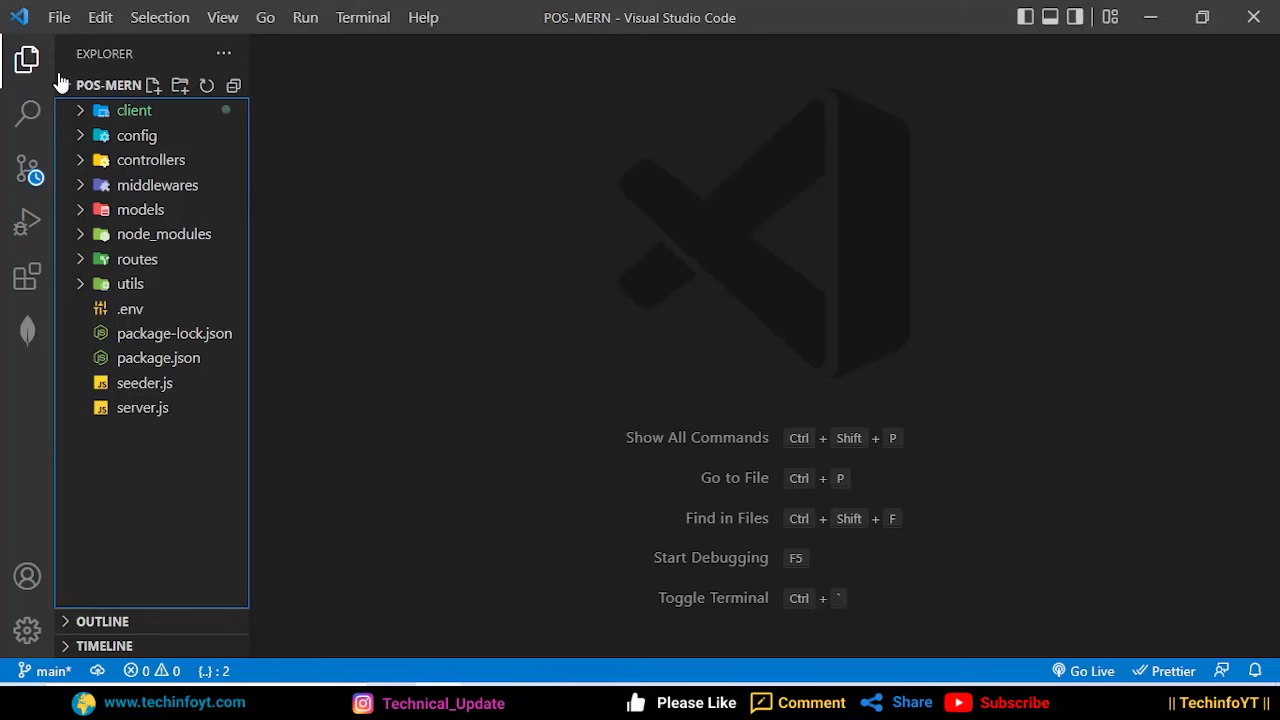 File Edit Selection View Go Run Terminal Help POS-MERN - Visual Studio Code
EXPLORER
POS-MERN
client
config
controllers
middlewares
models
node_modules
routes
utils
.env
package-lock.json
package.json
seeder.js
server.js
Show All Commands Ctrl + Shift + P
Go to File Ctrl + P
Find in Files Ctrl + Shift + F
Start Debugging F5
Toggle Terminal Ctrl + `
OUTLINE
TIMELINE
main* 0 0 {..} : 2 Go Live Prettier
www.techinfoyt.com Technical_Update Please Like Comment Share Subscribe || TechinfoYT ||